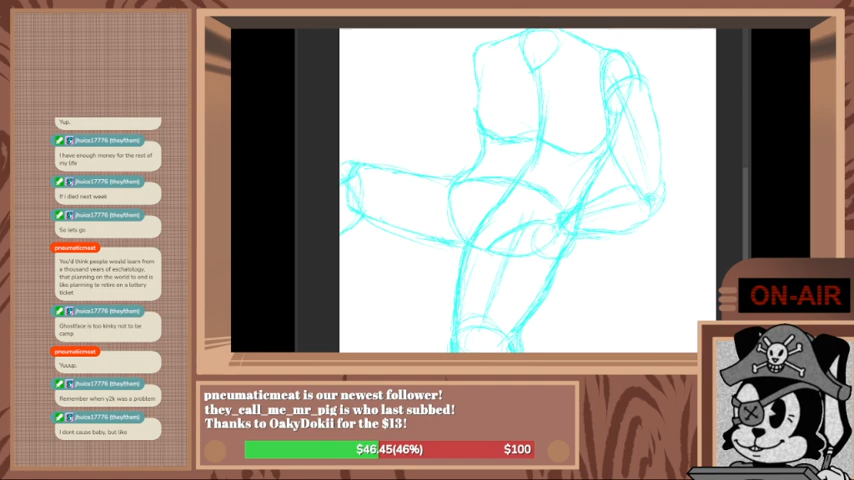 Yup.
jhuice17776 (they/them)
I have enough money for the rest of
my life
jhuice17776 (they/them)
If I died next week
jhuice17776 (they/them)
So lets go
pneumaticmeat
You'd think people would learn from
a thousand years of eschatology,
that planning on the world to end is
like planning to retire on a lottery
ticket
jhuice17776 (they/them)
Ghostface is too kinky not to be
camp
pneumaticmeat
Yuuup.
jhuice17776 (they/them)
Remember when y2k was a problem
jhuice17776 (they/them)
I dont cause baby, but like
ON-AIR
pneumaticmeat is our newest follower!
they_call_me_mr_pig is who last subbed!
Thanks to OakyDokii for the $13!
$46.45(46%) $100